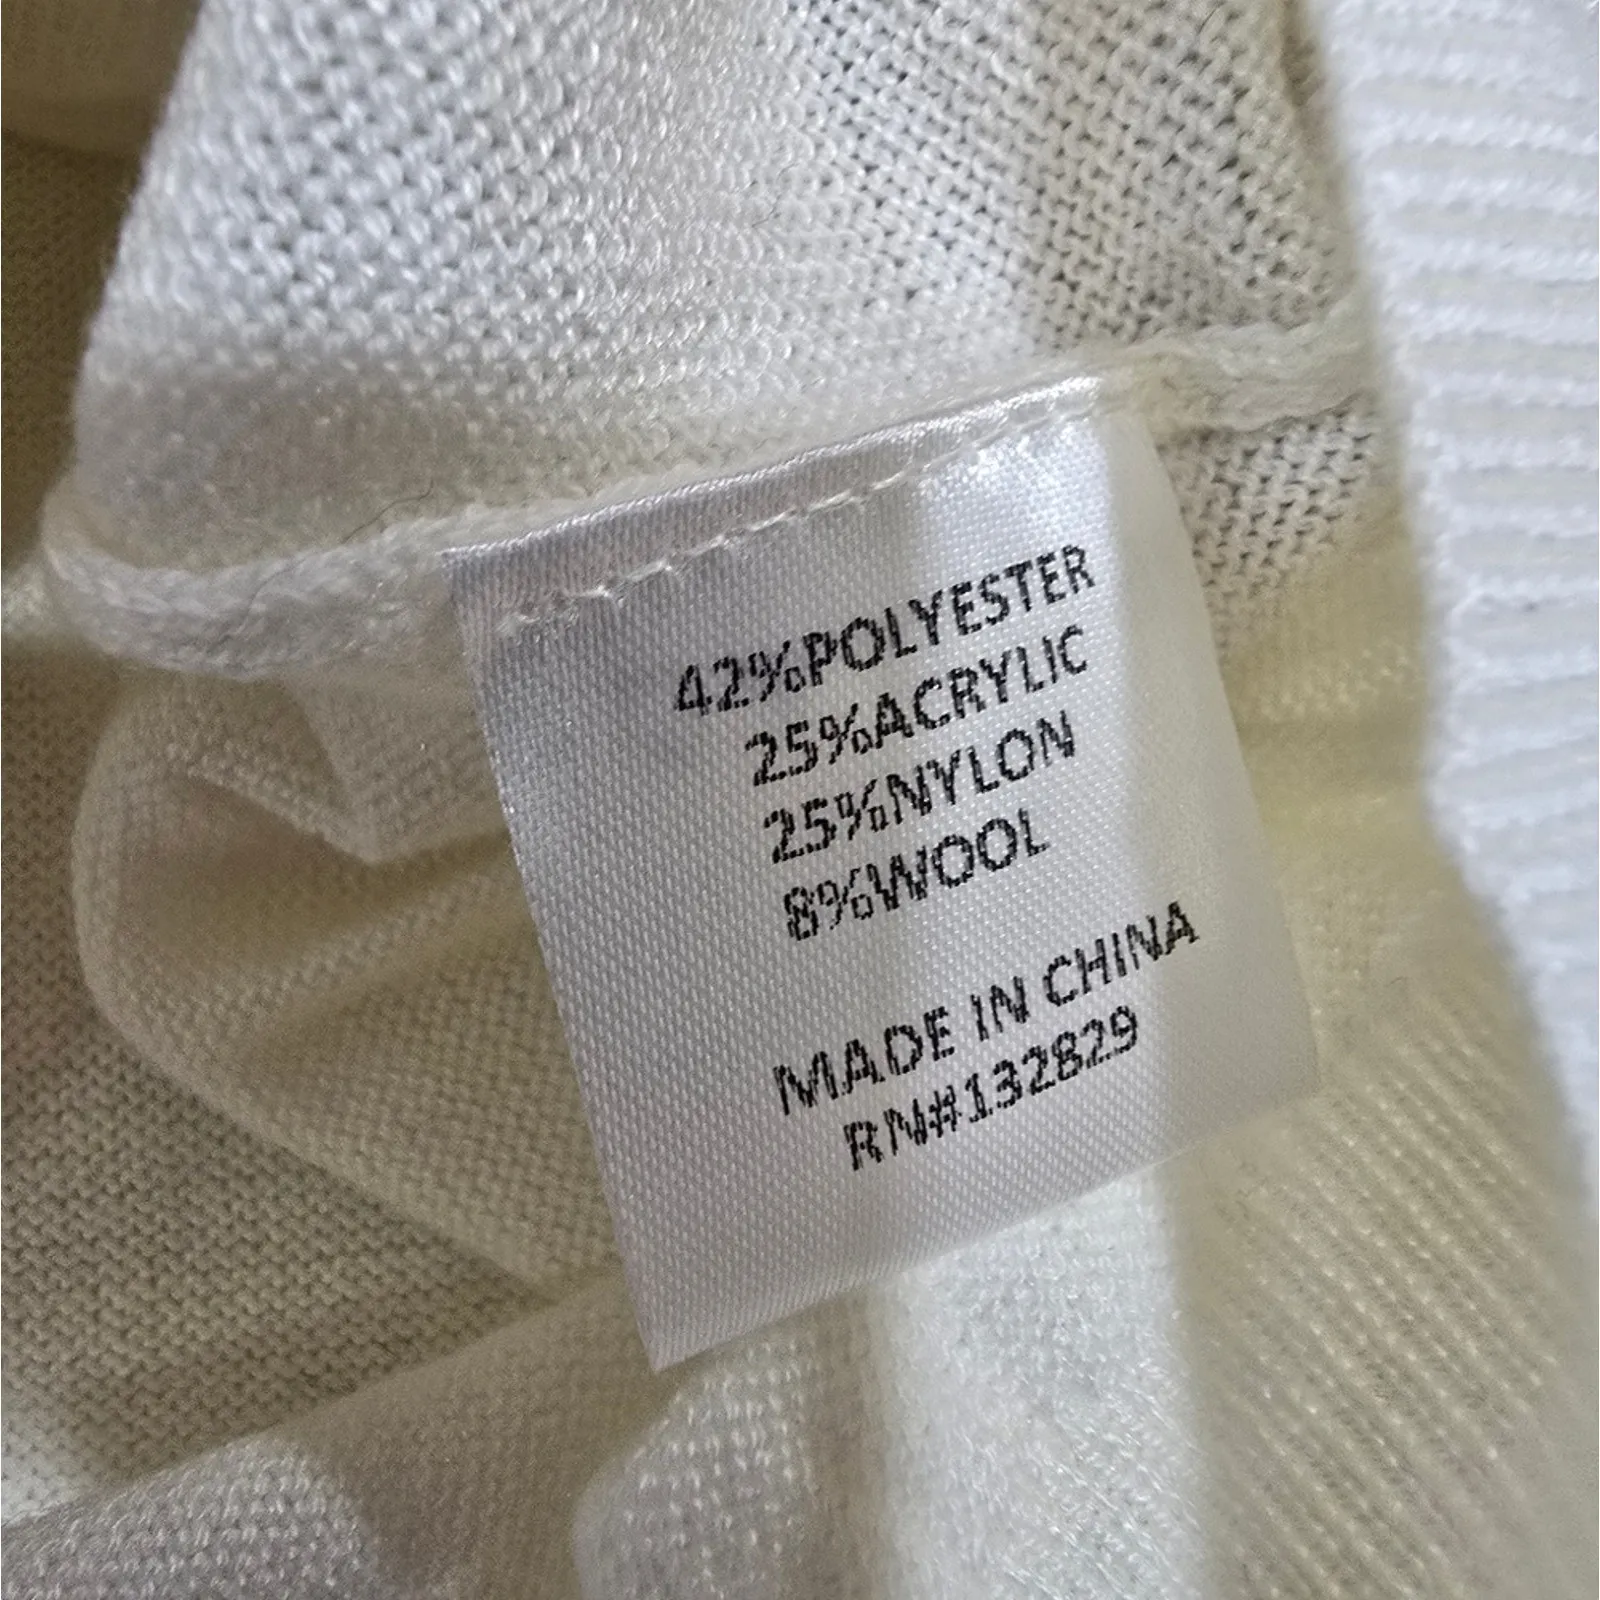 42%POLYESTER
25%ACRYLIC
25%NYLON
8%WOOL
MADE IN CHINA
RN#132829